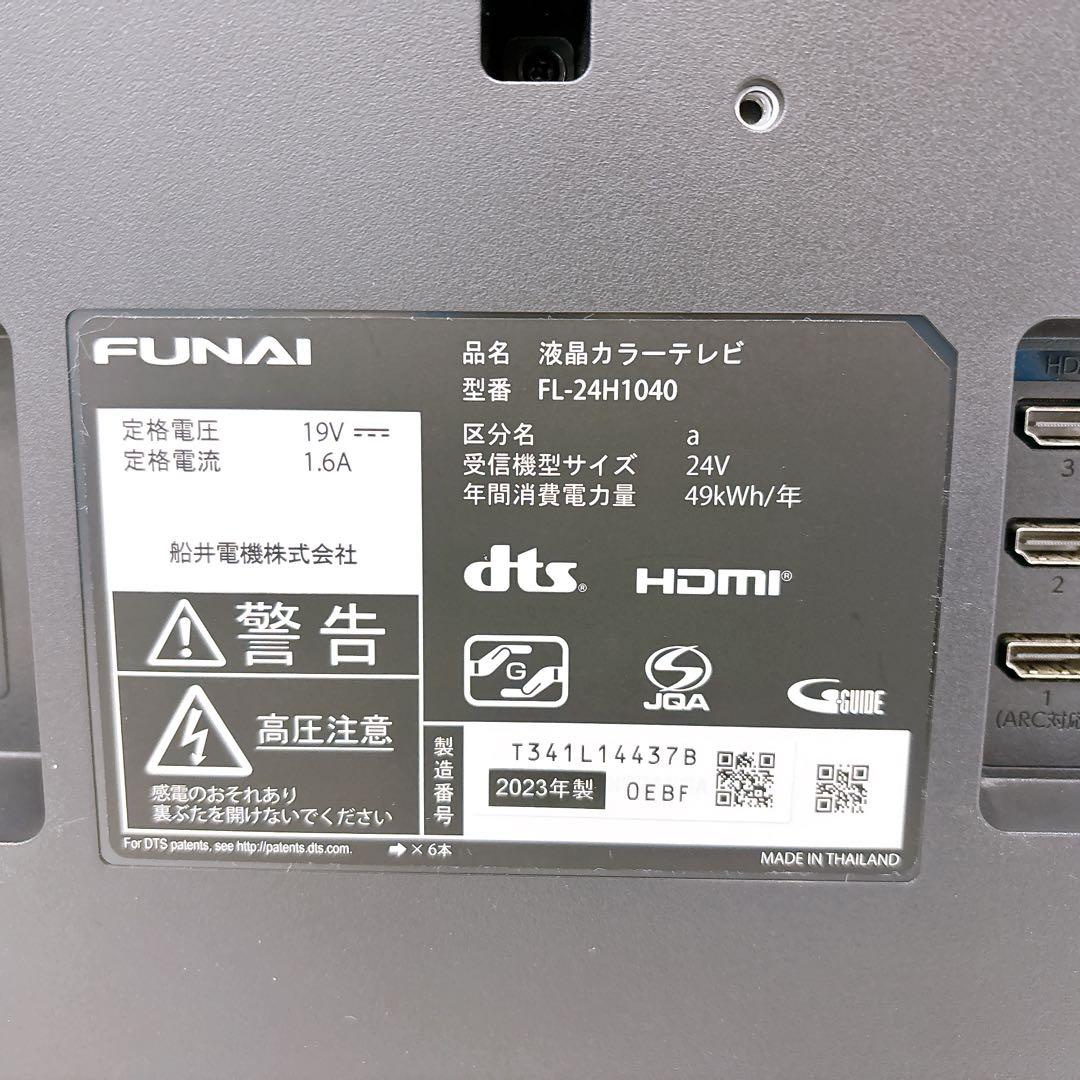 FUNAI
品名 液晶カラーテレビ
型番 FL-24H1040
定格電圧 19V
定格電流 1.6A
船井電機株式会社
区分名 a
受信機型サイズ 24V
年間消費電力量 49kWh/年
dts®
HDMI®
G
JQA
G-GUIDE
警告
高圧注意
感電のおそれあり
裏ぶたを開けないでください
製造番号
T341L14437B
2023年製 0EBF
For DTS patents, see http://patents.dts.com.
➡× 6本
MADE IN THAILAND
3
2
1
(ARC対応